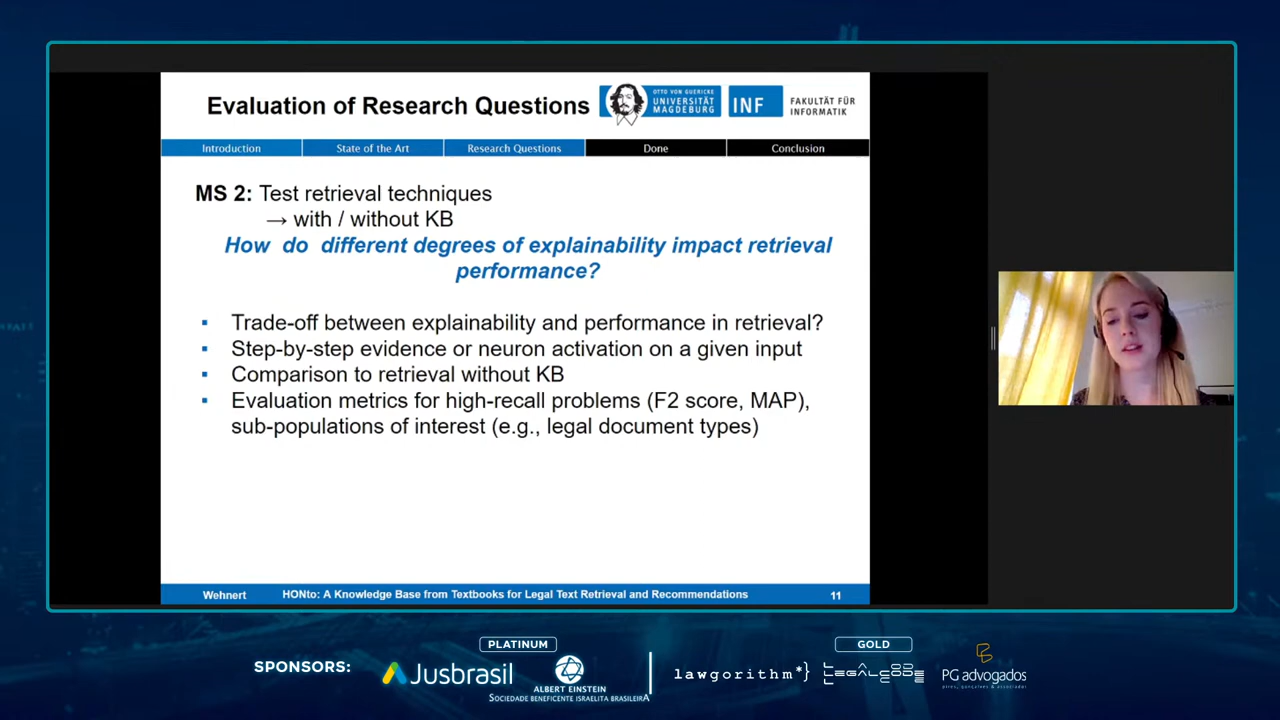 Evaluation of Research Questions
OTTO VON GUERICKE
UNIVERSITÄT
MAGDEBURG
INF
FAKULTÄT FÜR
INFORMATIK
Introduction
State of the Art
Research Questions
Done
Conclusion
MS 2: Test retrieval techniques
→ with / without KB
How do different degrees of explainability impact retrieval
performance?
▪ Trade-off between explainability and performance in retrieval?
▪ Step-by-step evidence or neuron activation on a given input
▪ Comparison to retrieval without KB
▪ Evaluation metrics for high-recall problems (F2 score, MAP),
sub-populations of interest (e.g., legal document types)
Wehnert
HONto: A Knowledge Base from Textbooks for Legal Text Retrieval and Recommendations
11
SPONSORS:
PLATINUM
Jusbrasil
ALBERT EINSTEIN
SOCIEDADE BENEFICENTE ISRAELITA BRASILEIRA
GOLD
lawgorithm*}
LEGALCODE
PG advogados